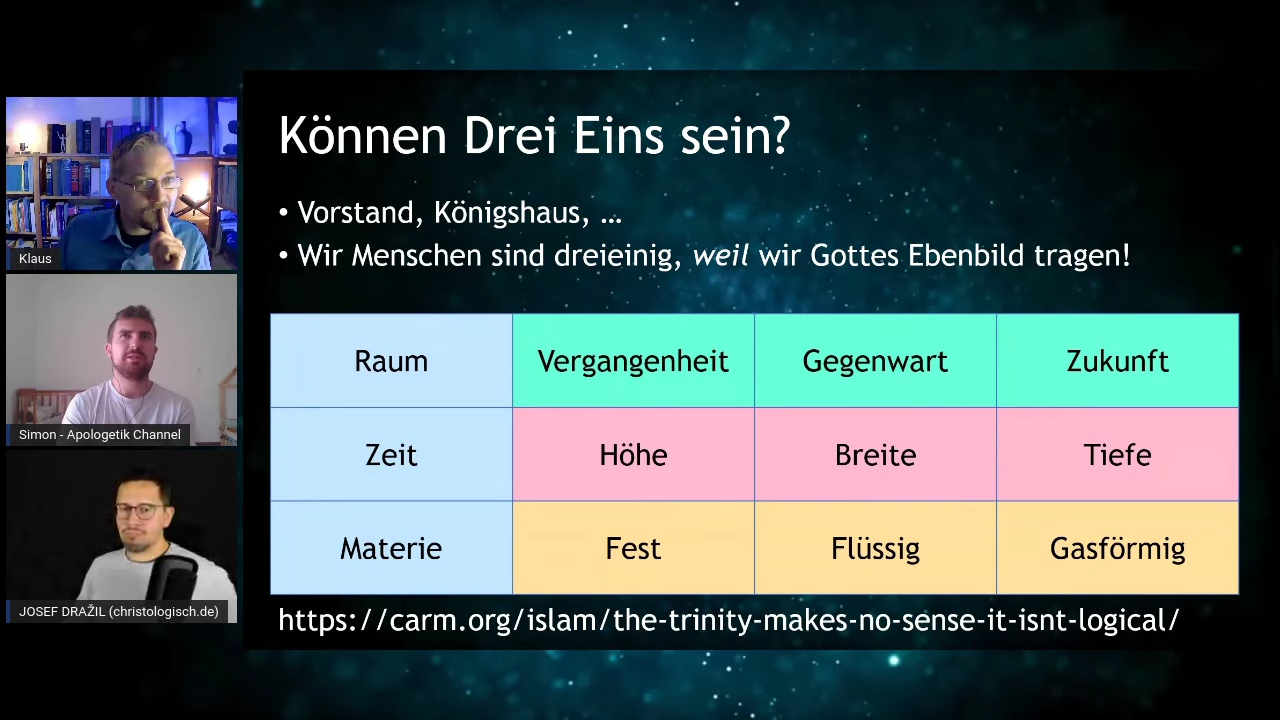 Können Drei Eins sein?
• Vorstand, Königshaus, …
• Wir Menschen sind dreieinig, weil wir Gottes Ebenbild tragen!
Raum Vergangenheit Gegenwart Zukunft
Zeit Höhe Breite Tiefe
Materie Fest Flüssig Gasförmig
https://carm.org/islam/the-trinity-makes-no-sense-it-isnt-logical/
Klaus
Simon - Apologetik Channel
JOSEF DRAŽIL (christologisch.de)